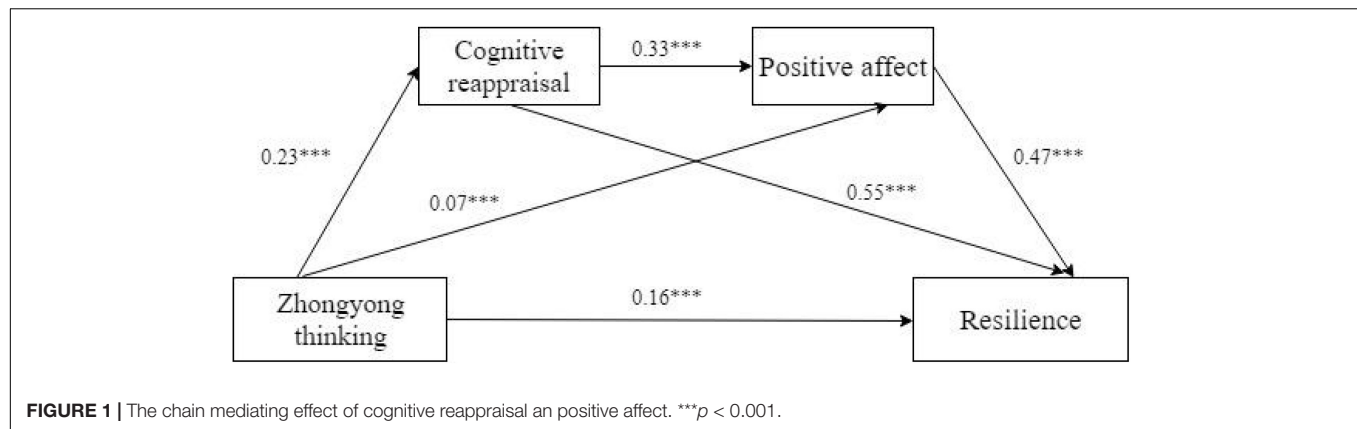 Cognitive
reappraisal
0.33***
Positive affect
0.23***
0.47***
0.07***
0.55***
Zhongyong
thinking
0.16***
Resilience
FIGURE 1 | The chain mediating effect of cognitive reappraisal an positive affect. ***p < 0.001.